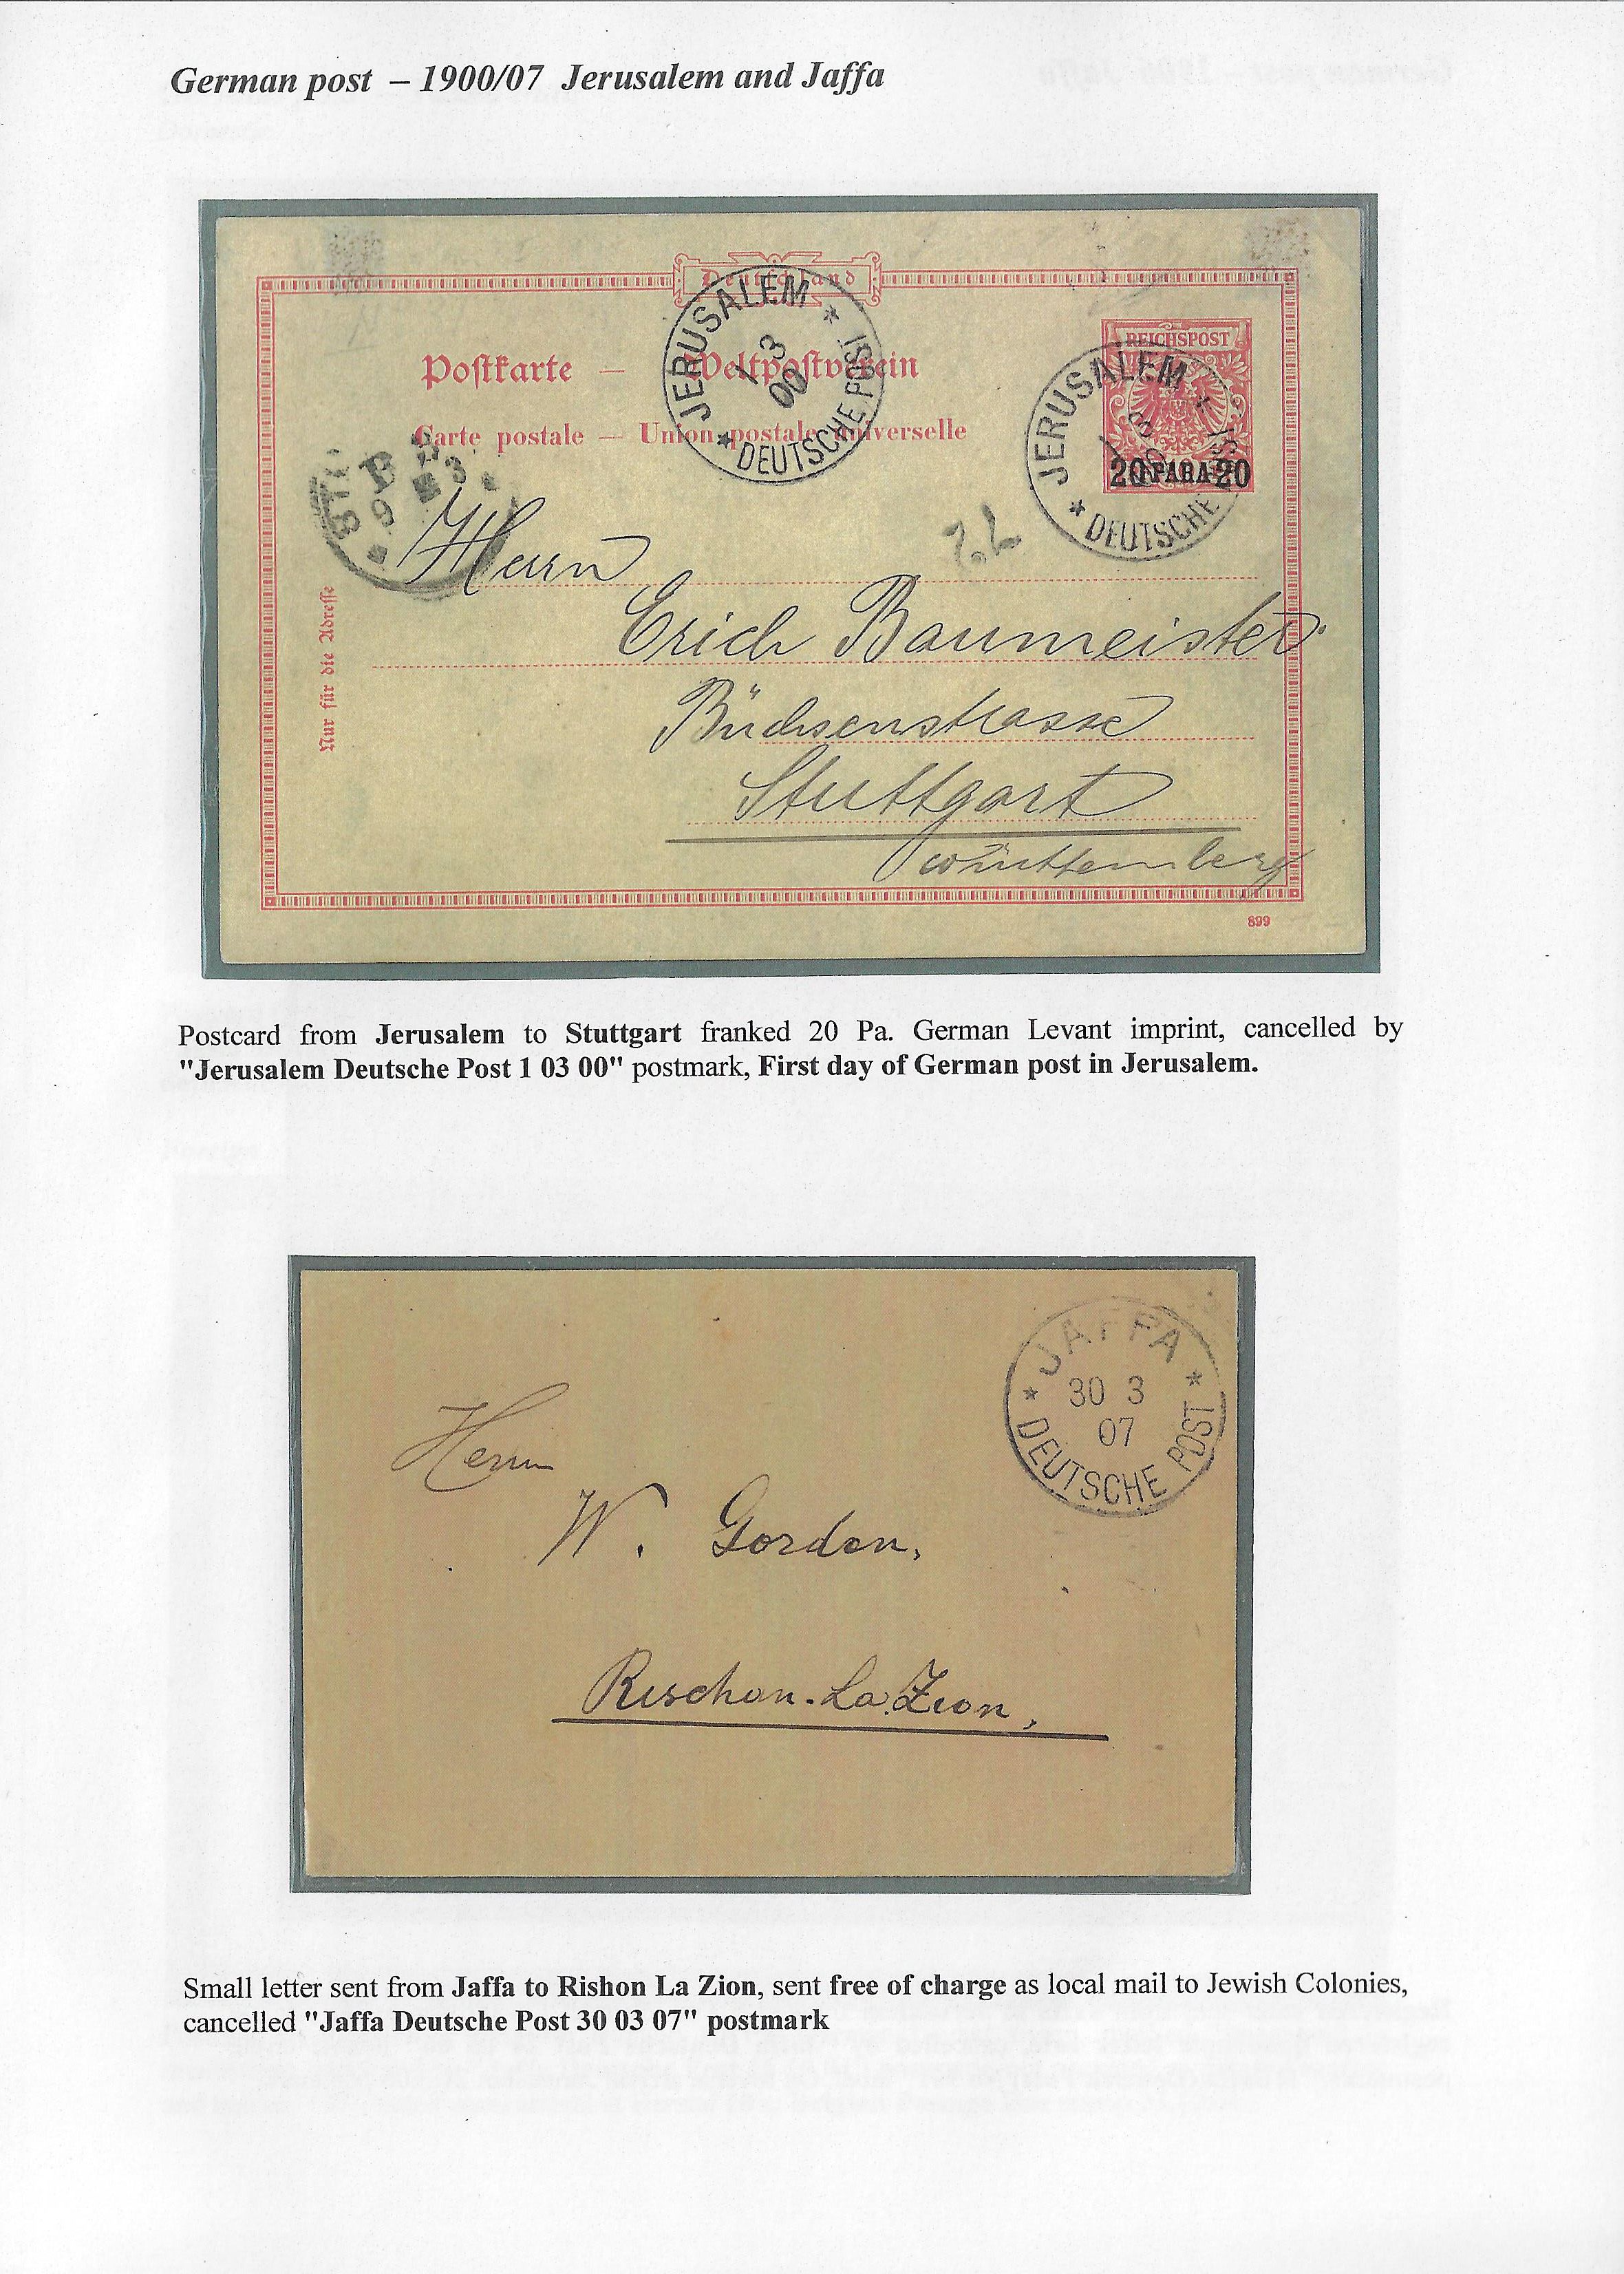 German post – 1900/07 Jerusalem and Jaffa
Deutschland
Postkarte — Weltpostverein
Carte postale — Union postale universelle
JERUSALEM
1 3
00
* DEUTSCHE POST *
REICHSPOST
20 PARA 20
JERUSALEM
* DEUTSCHE POST *
Nur für die Adresse
Herrn
Erich Baumeister
Büchsenstrasse
Stuttgart
Württemberg
899
Postcard from Jerusalem to Stuttgart franked 20 Pa. German Levant imprint, cancelled by
"Jerusalem Deutsche Post 1 03 00" postmark, First day of German post in Jerusalem.
JAFFA
30 3
07
* DEUTSCHE POST *
Herrn
W. Gordon,
Rischon-La.Zion,
Small letter sent from Jaffa to Rishon La Zion, sent free of charge as local mail to Jewish Colonies,
cancelled "Jaffa Deutsche Post 30 03 07" postmark